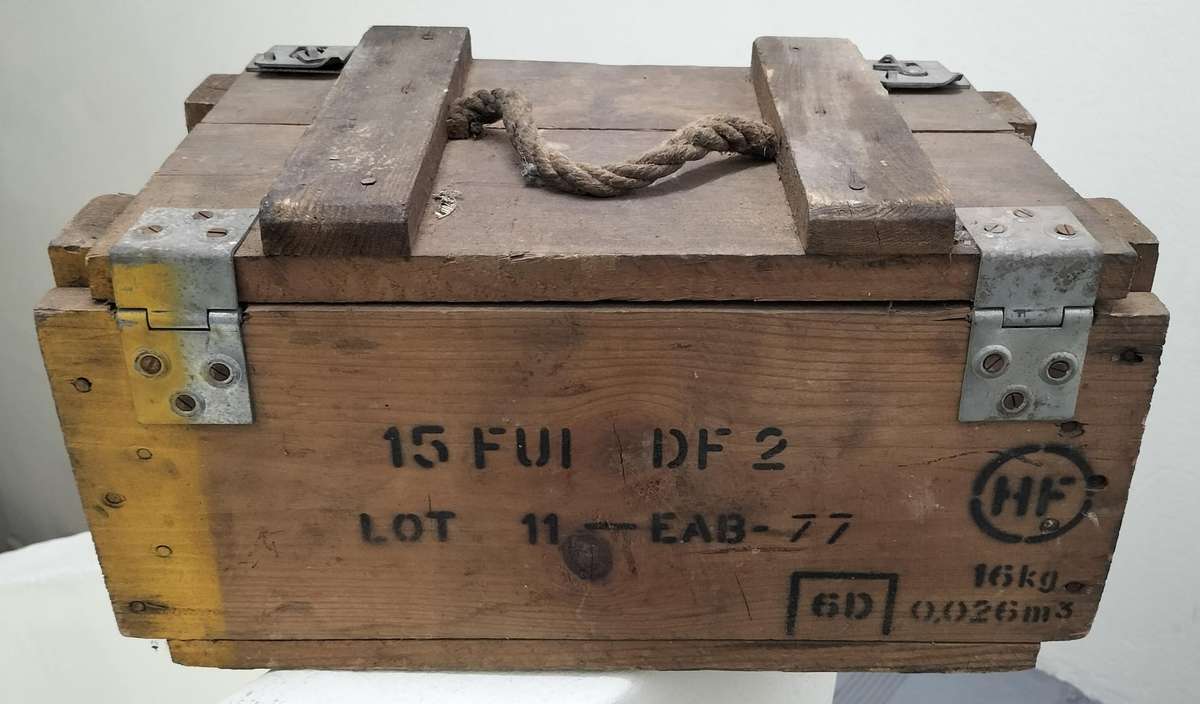 15 FUI DF 2
LOT 11-EAB-77
HF
16kg
6D 0,026m³